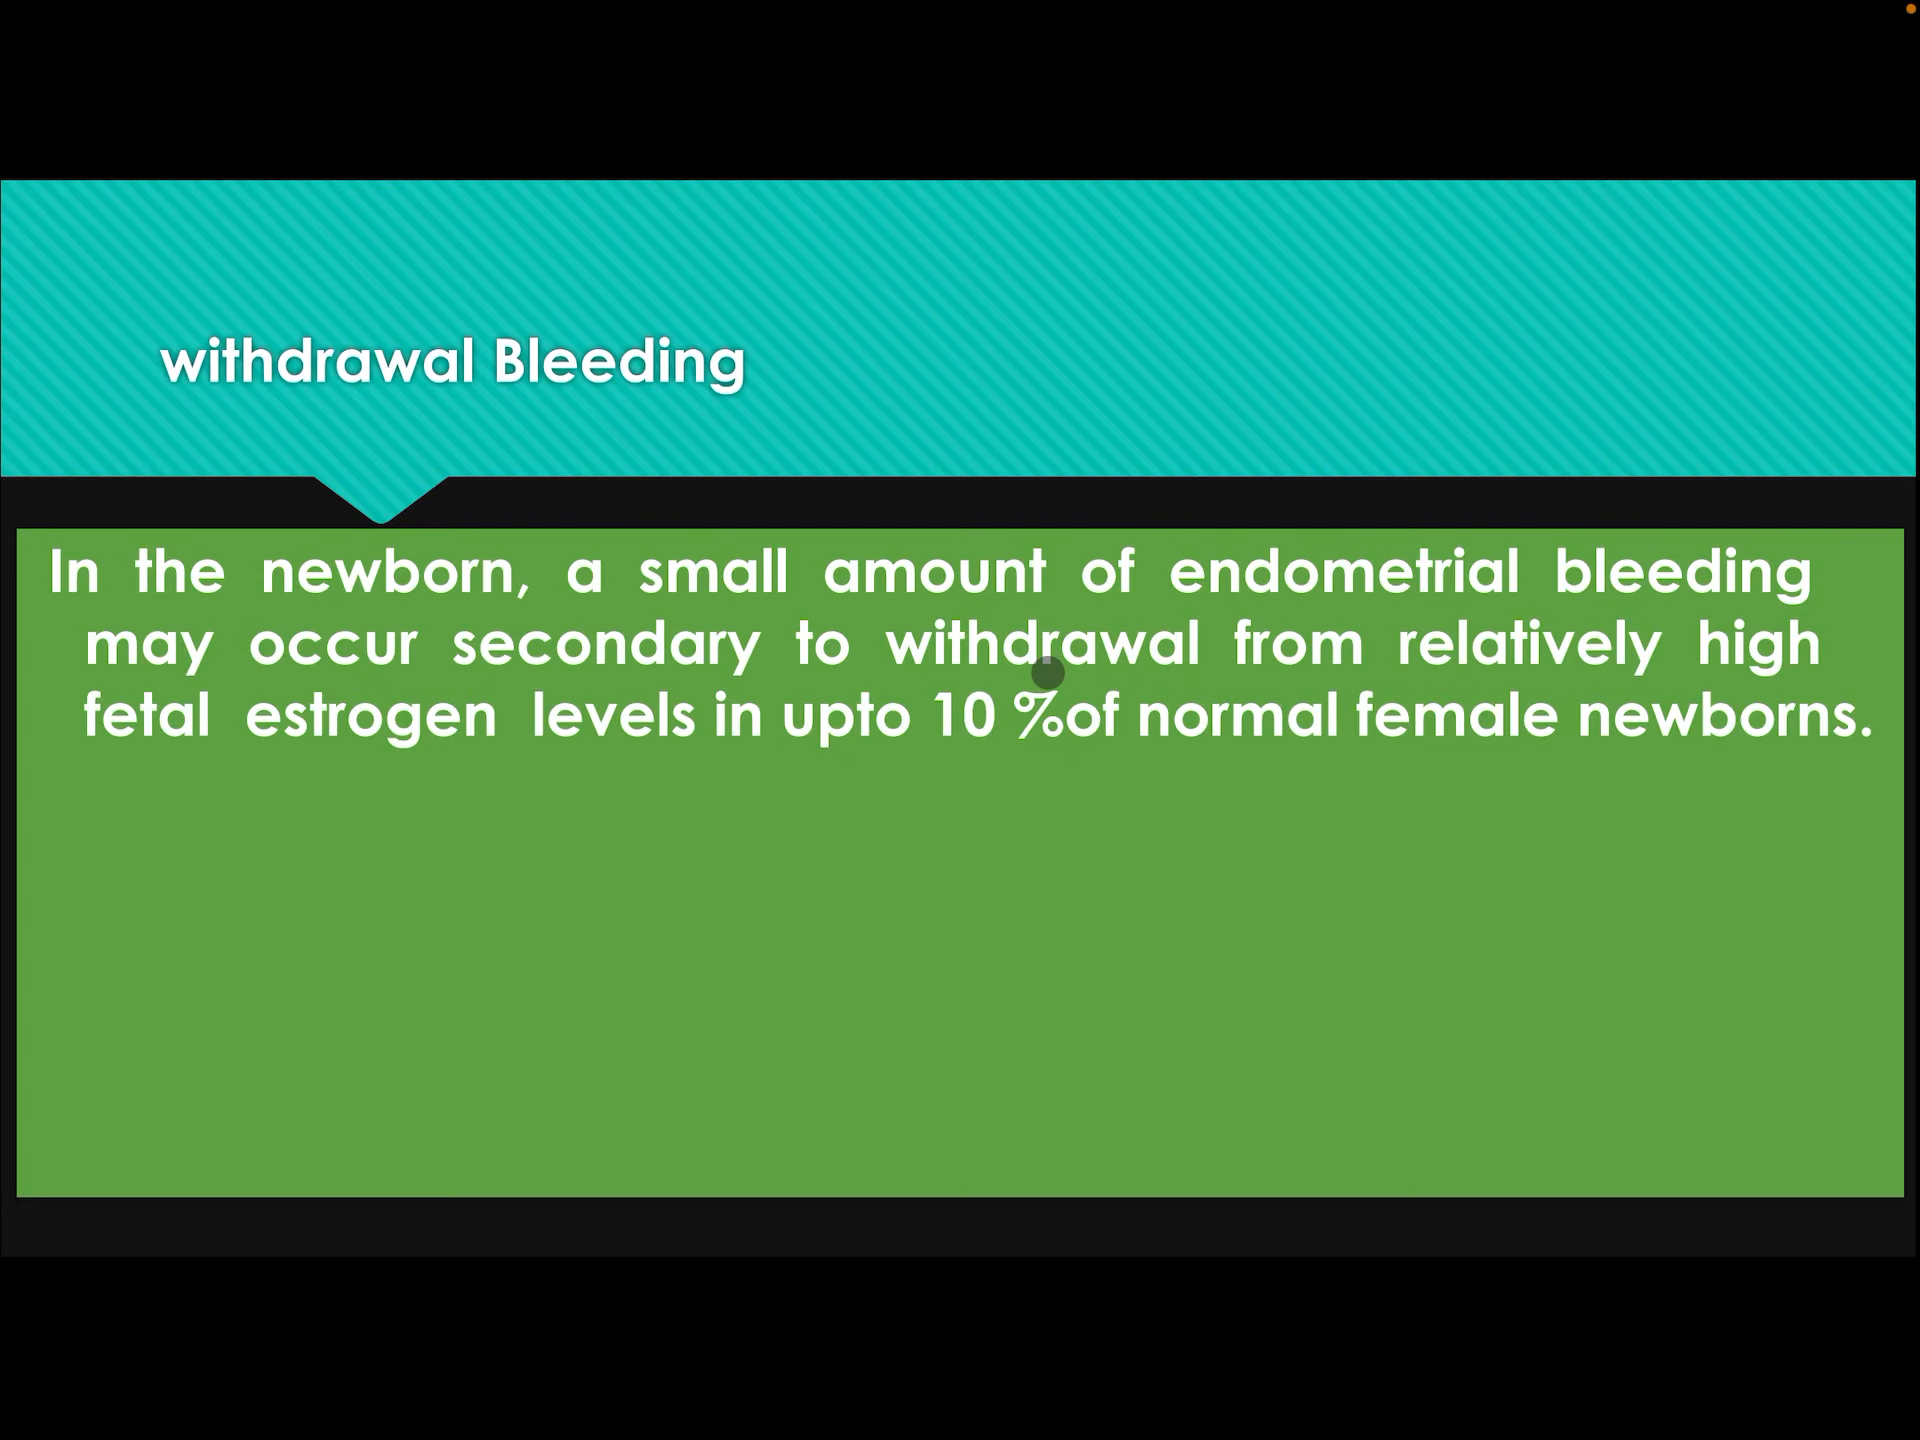 withdrawal Bleeding
In the newborn, a small amount of endometrial bleeding
may occur secondary to withdrawal from relatively high
fetal estrogen levels in upto 10 %of normal female newborns.